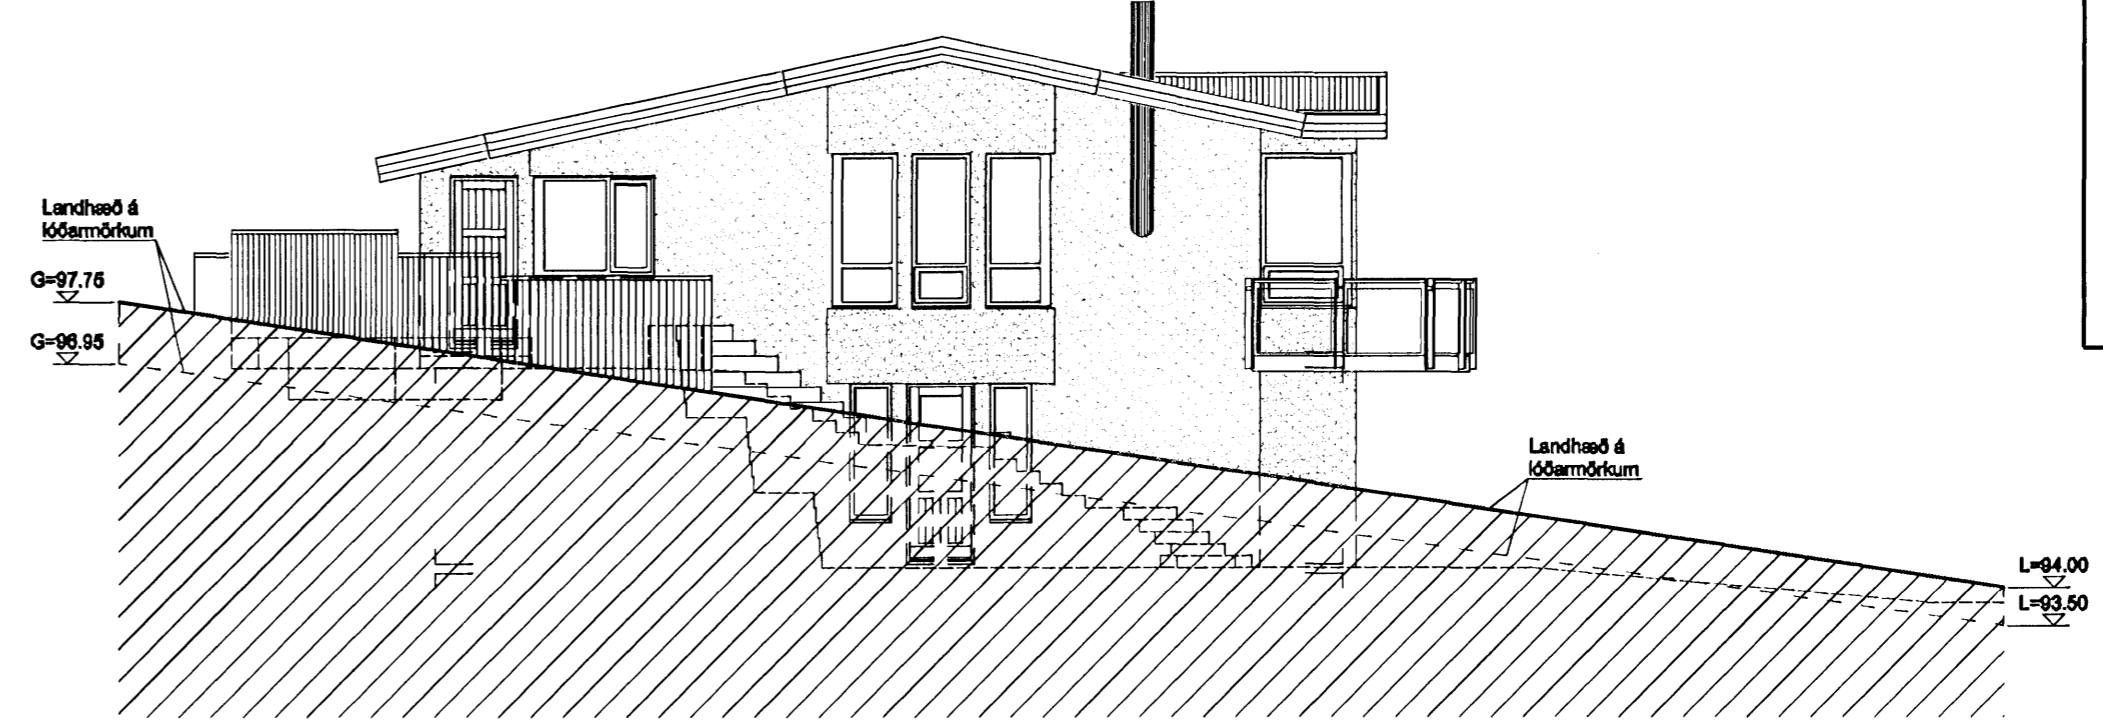 Landhæð á
lóðarmörkum
G=97.75
G=96.95
Landhæð á
lóðarmörkum
L=94.00
L=93.50